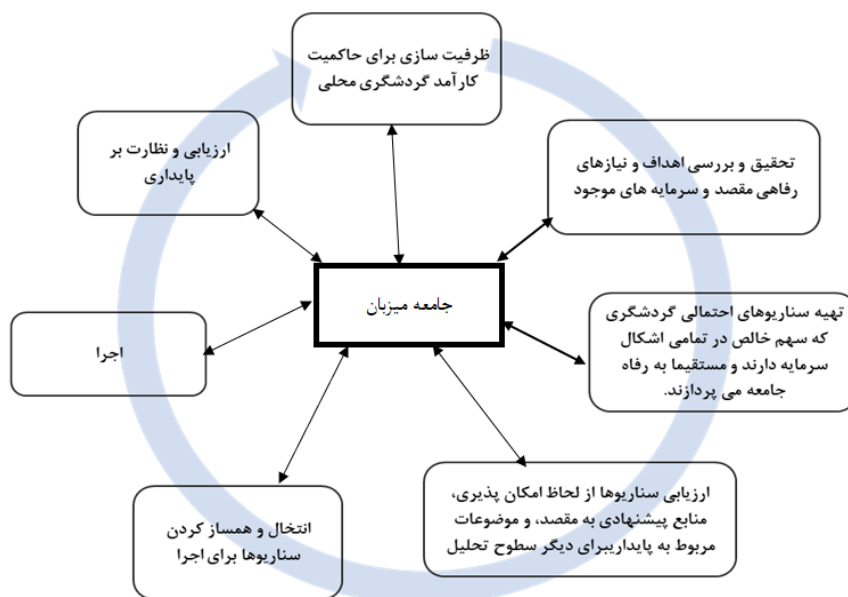 ظرفیت سازی برای حاکمیت
کارآمد گردشگری محلی
تحقیق و بررسی اهداف و نیازهای
رفاهی مقصد و سرمایه های موجود
تهیه سناریوهای احتمالی گردشگری
که سهم خالص در تمامی اشکال
سرمایه دارند و مستقیما به رفاه
جامعه می پردازند.
ارزیابی سناریوها از لحاظ امکان پذیری،
منابع پیشنهادی به مقصد، و موضوعات
مربوط به پایداریبرای دیگر سطوح تحلیل
انتخال و همساز کردن
سناریوها برای اجرا
اجرا
ارزیابی و نظارت بر
پایداری
جامعه میزبان